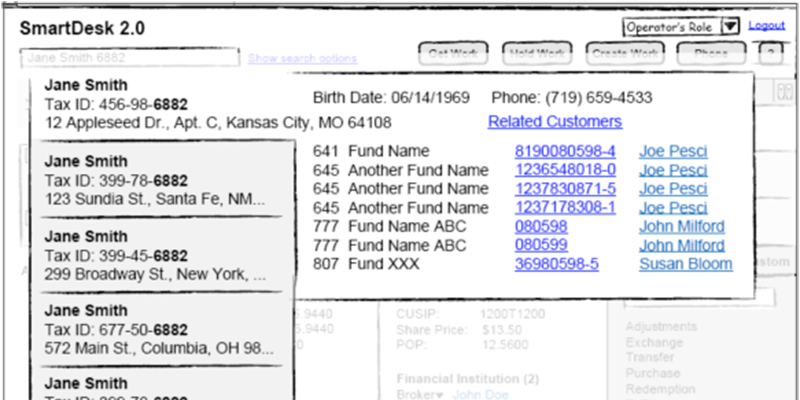 SmartDesk 2.0
Operator's Role
Logout
Jane Smith 6882
Show search options
Get Work
Hold Work
Create Work
Phone
?
Jane Smith
Tax ID: 456-98-6882
12 Appleseed Dr., Apt. C, Kansas City, MO 64108
Birth Date: 06/14/1969 Phone: (719) 659-4533
Related Customers
641 Fund Name 8190080598-4 Joe Pesci
645 Another Fund Name 1236548018-0 Joe Pesci
645 Another Fund Name 1237830871-5 Joe Pesci
645 Another Fund Name 1237178308-1 Joe Pesci
777 Fund Name ABC 080598 John Milford
777 Fund Name ABC 080599 John Milford
807 Fund XXX 36980598-5 Susan Bloom
Jane Smith
Tax ID: 399-78-6882
123 Sundia St., Santa Fe, NM...
Jane Smith
Tax ID: 399-45-6882
299 Broadway St., New York, ...
Jane Smith
Tax ID: 677-50-6882
572 Main St., Columbia, OH 98...
Jane Smith
5.9440
5.9440
0
CUSIP: 1200T1200
Share Price: $13.50
POP: 12.5600
Financial Institution (2)
Broker▾ John Doe
Adjustments
Exchange
Transfer
Purchase
Redemption